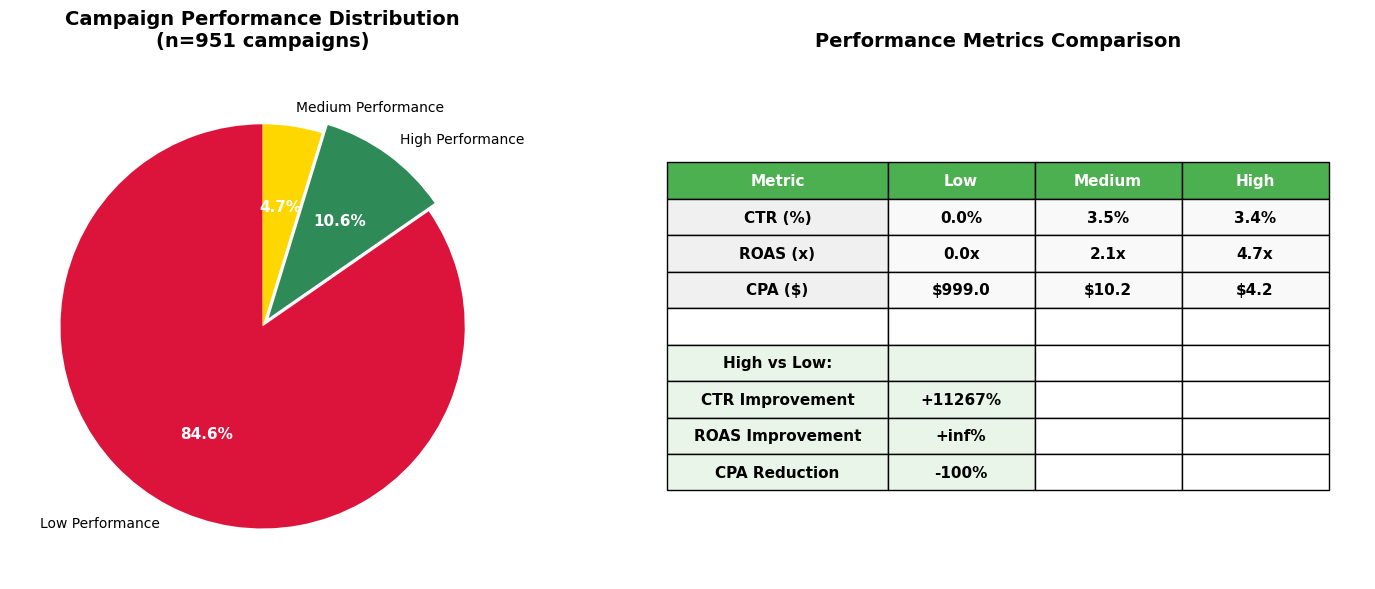 Campaign Performance Distribution
(n=951 campaigns)
Medium Performance
High Performance
4.7%
10.6%
84.6%
Low Performance
Performance Metrics Comparison
Metric Low Medium High
CTR (%) 0.0% 3.5% 3.4%
ROAS (x) 0.0x 2.1x 4.7x
CPA ($) $999.0 $10.2 $4.2
High vs Low:
CTR Improvement +11267%
ROAS Improvement +inf%
CPA Reduction -100%